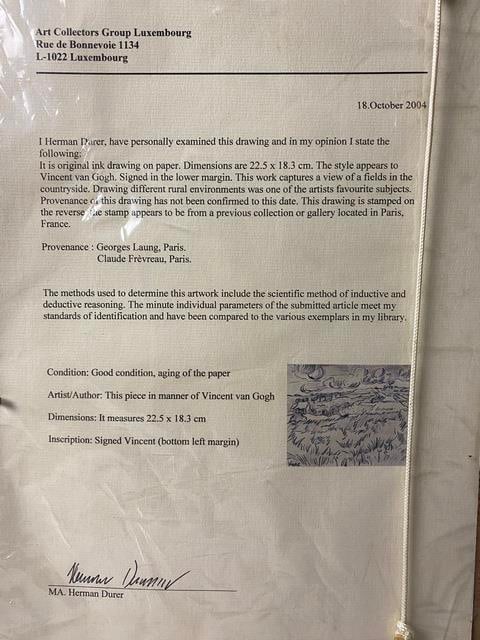 Art Collectors Group Luxembourg
Rue de Bonnevoie 1134
L-1022 Luxembourg
18.October 2004
I Herman Durer, have personally examined this drawing and in my opinion I state the
following:
It is original ink drawing on paper. Dimensions are 22.5 x 18.3 cm. The style appears to
Vincent van Gogh. Signed in the lower margin. This work captures a view of a fields in the
countryside. Drawing different rural environments was one of the artists favourite subjects.
Provenance of this drawing has not been confirmed to this date. This drawing is stamped on
the reverse, the stamp appears to be from a previous collection or gallery located in Paris,
France.
Provenance : Georges Laung, Paris.
Claude Frèvreau, Paris.
The methods used to determine this artwork include the scientific method of inductive and
deductive reasoning. The minute individual parameters of the submitted article meet my
standards of identification and have been compared to the various exemplars in my library.
Condition: Good condition, aging of the paper
Artist/Author: This piece in manner of Vincent van Gogh
Dimensions: It measures 22.5 x 18.3 cm
Inscription: Signed Vincent (bottom left margin)
Herman Durer
MA. Herman Durer